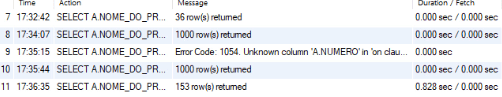 Time Action Message Duration / Fetch
7 17:32:42 SELECT A.NOME_DO_PR... 36 row(s) returned 0.000 sec / 0.000 sec
8 17:34:07 SELECT A.NOME_DO_PR... 1000 row(s) returned 0.000 sec / 0.000 sec
9 17:35:15 SELECT A.NOME_DO_PR... Error Code: 1054. Unknown column 'A.NUMERO' in 'on clau... 0.000 sec
10 17:35:44 SELECT A.NOME_DO_PR... 1000 row(s) returned 0.000 sec / 0.000 sec
11 17:36:35 SELECT A.NOME_DO_PR... 153 row(s) returned 0.828 sec / 0.000 sec